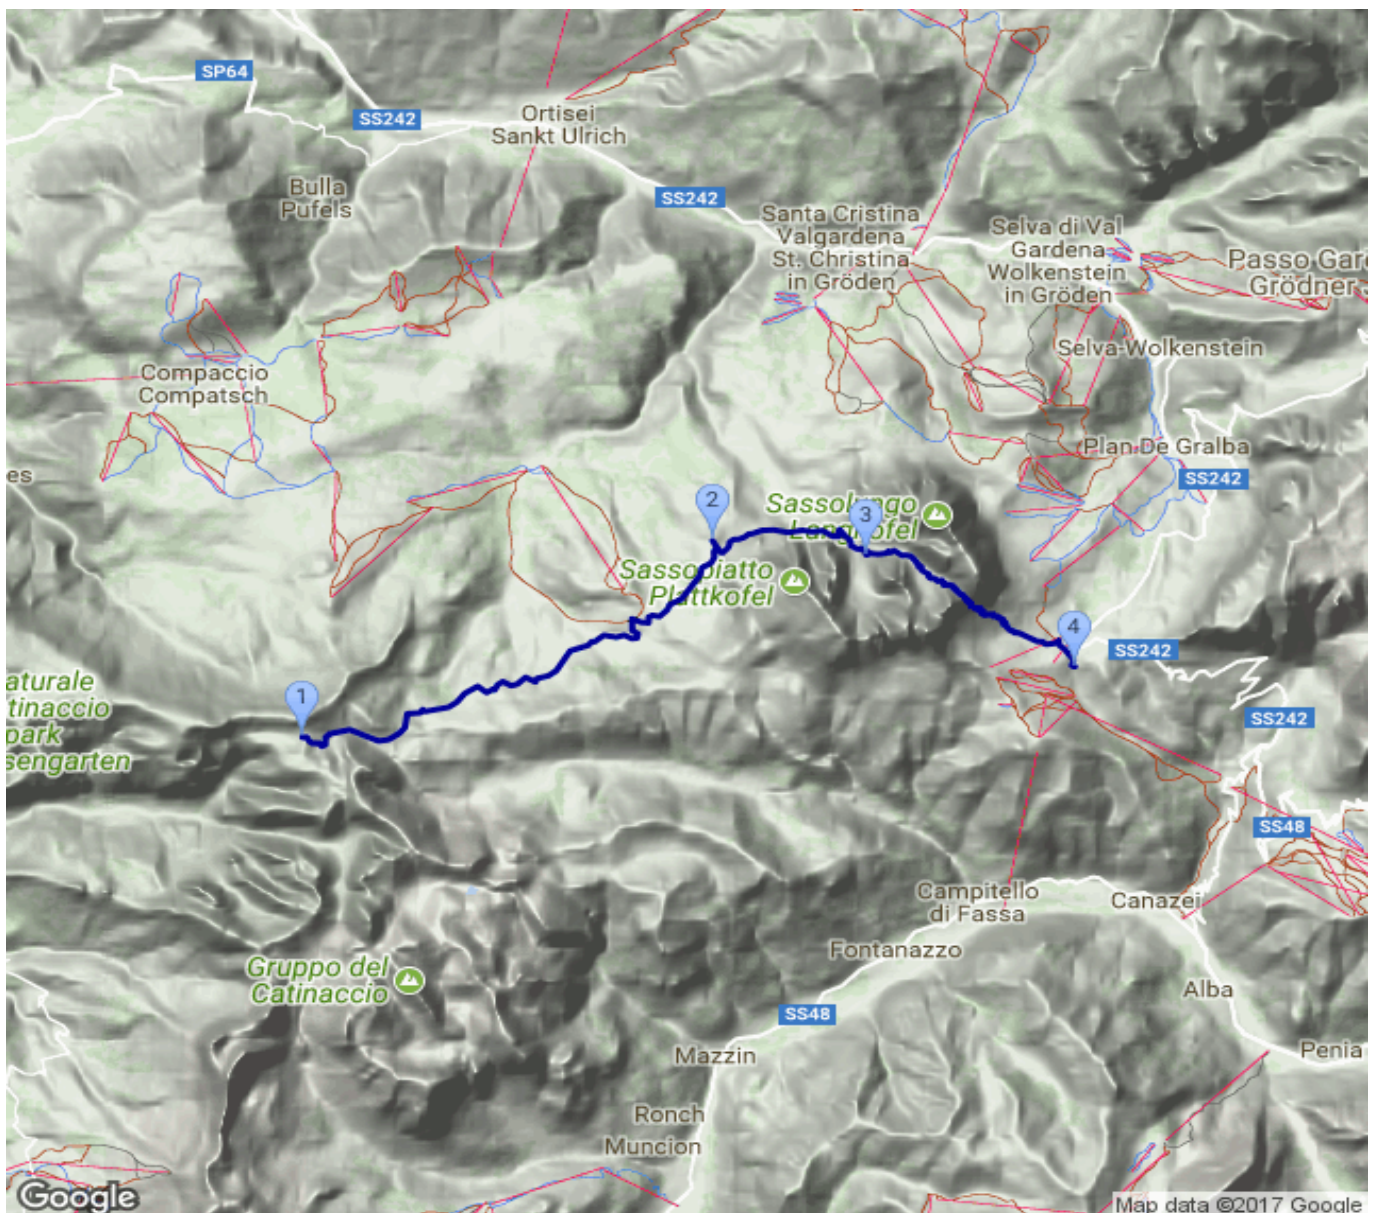 SP64
SS242
Ortisei
Sankt Ulrich
Bulla
Pufels
SS242
Santa Cristina
Valgardena
St. Christina
in Gröden
Selva di Val
Gardena
Wolkenstein
in Gröden
Passo Gar
Grödner
Selva-Wolkenstein
Compaccio
Compatsch
Plan De Gralba
es
SS242
2
Sassolungo
Langkofel
3
Sassopiatto
Plattkofel
4
SS242
1
aturale
tinaccio
park
sengarten
SS242
SS48
Campitello
di Fassa
Canazei
Fontanazzo
Gruppo del
Catinaccio
Alba
SS48
Mazzin
Penia
Ronch
Muncion
Google
Map data ©2017 Google